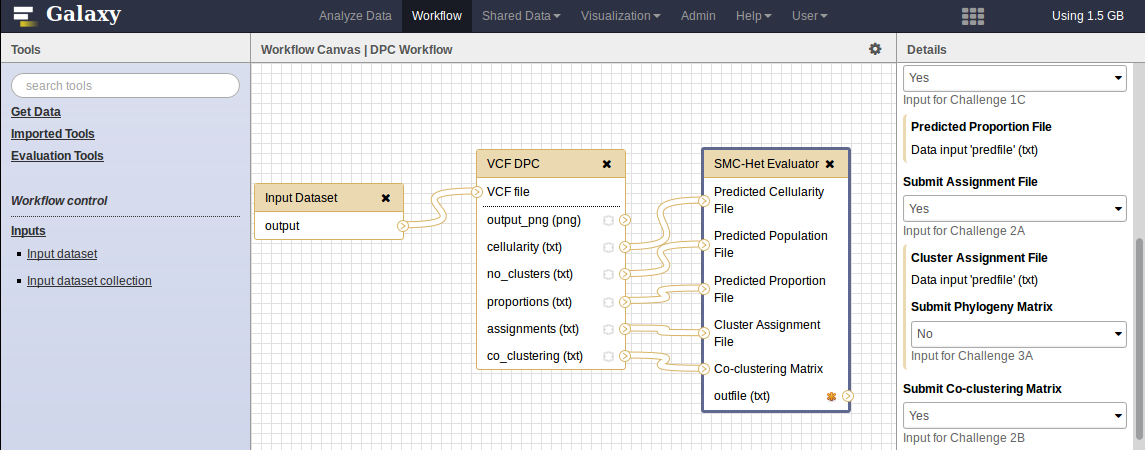 Galaxy
Analyze Data Workflow Shared Data Visualization Admin Help User Using 1.5 GB
Tools
search tools
Get Data
Imported Tools
Evaluation Tools
Workflow control
Inputs
Input dataset
Input dataset collection
Workflow Canvas | DPC Workflow
Input Dataset
output
VCF DPC
VCF file
output_png (png)
cellularity (txt)
no_clusters (txt)
proportions (txt)
assignments (txt)
co_clustering (txt)
SMC-Het Evaluator
Predicted Cellularity
File
Predicted Population
File
Predicted Proportion
File
Cluster Assignment
File
Co-clustering Matrix
outfile (txt)
Details
Yes
Input for Challenge 1C
Predicted Proportion File
Data input 'predfile' (txt)
Submit Assignment File
Yes
Input for Challenge 2A
Cluster Assignment File
Data input 'predfile' (txt)
Submit Phylogeny Matrix
No
Input for Challenge 3A
Submit Co-clustering Matrix
Yes
Input for Challenge 2B